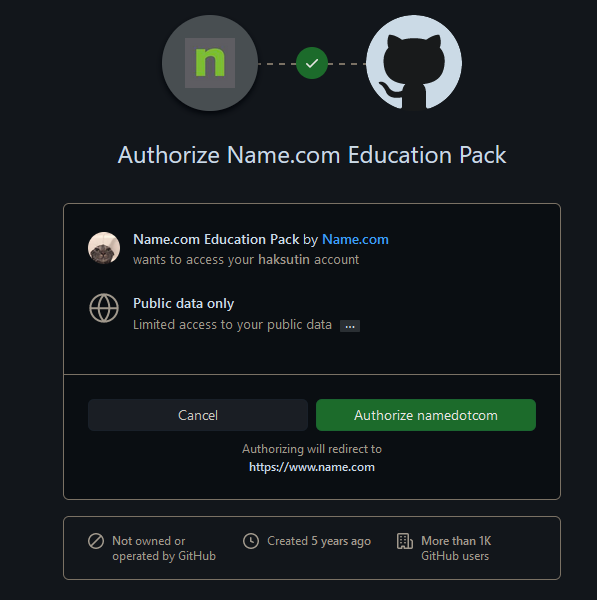 n
Authorize Name.com Education Pack
Name.com Education Pack by Name.com
wants to access your haksutin account
Public data only
Limited access to your public data ...
Cancel
Authorize namedotcom
Authorizing will redirect to
https://www.name.com
Not owned or
operated by GitHub
Created 5 years ago
More than 1K
GitHub users